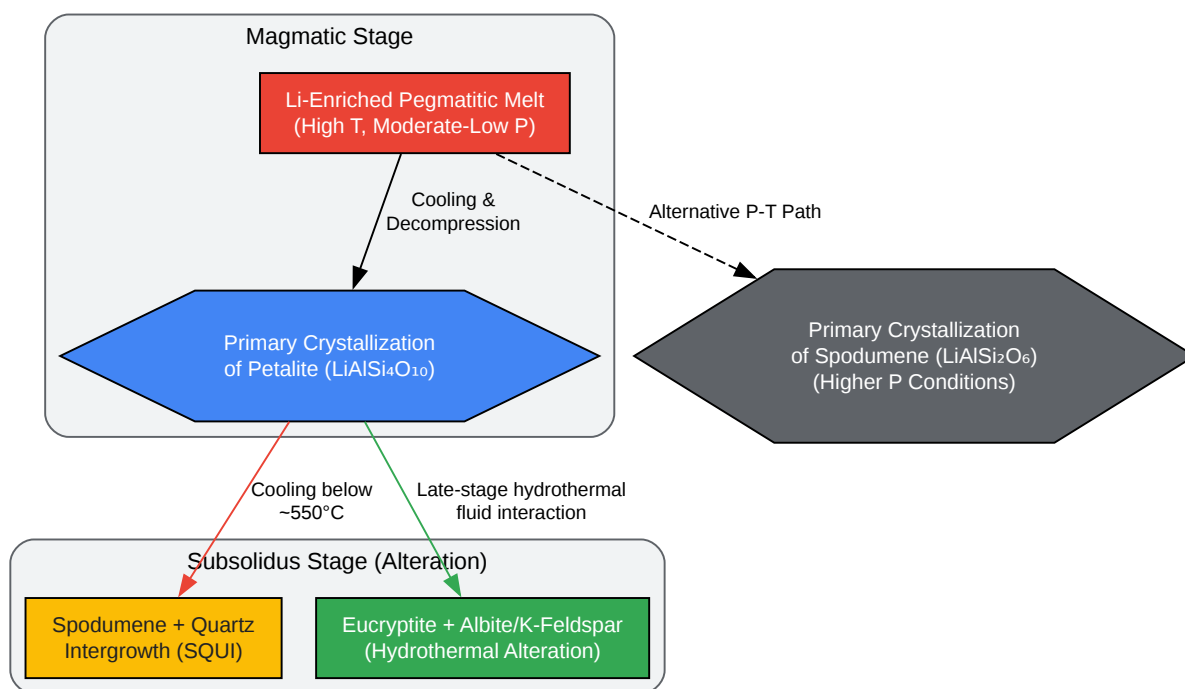 Magmatic Stage
Li-Enriched Pegmatitic Melt
(High T, Moderate-Low P)
Cooling &
Decompression
Alternative P-T Path
Primary Crystallization
of Petalite (LiAlSi₄O₁₀)
Primary Crystallization
of Spodumene (LiAlSi₂O₆)
(Higher P Conditions)
Cooling below
~550°C
Late-stage hydrothermal
fluid interaction
Subsolidus Stage (Alteration)
Spodumene + Quartz
Intergrowth (SQUI)
Eucryptite + Albite/K-Feldspar
(Hydrothermal Alteration)